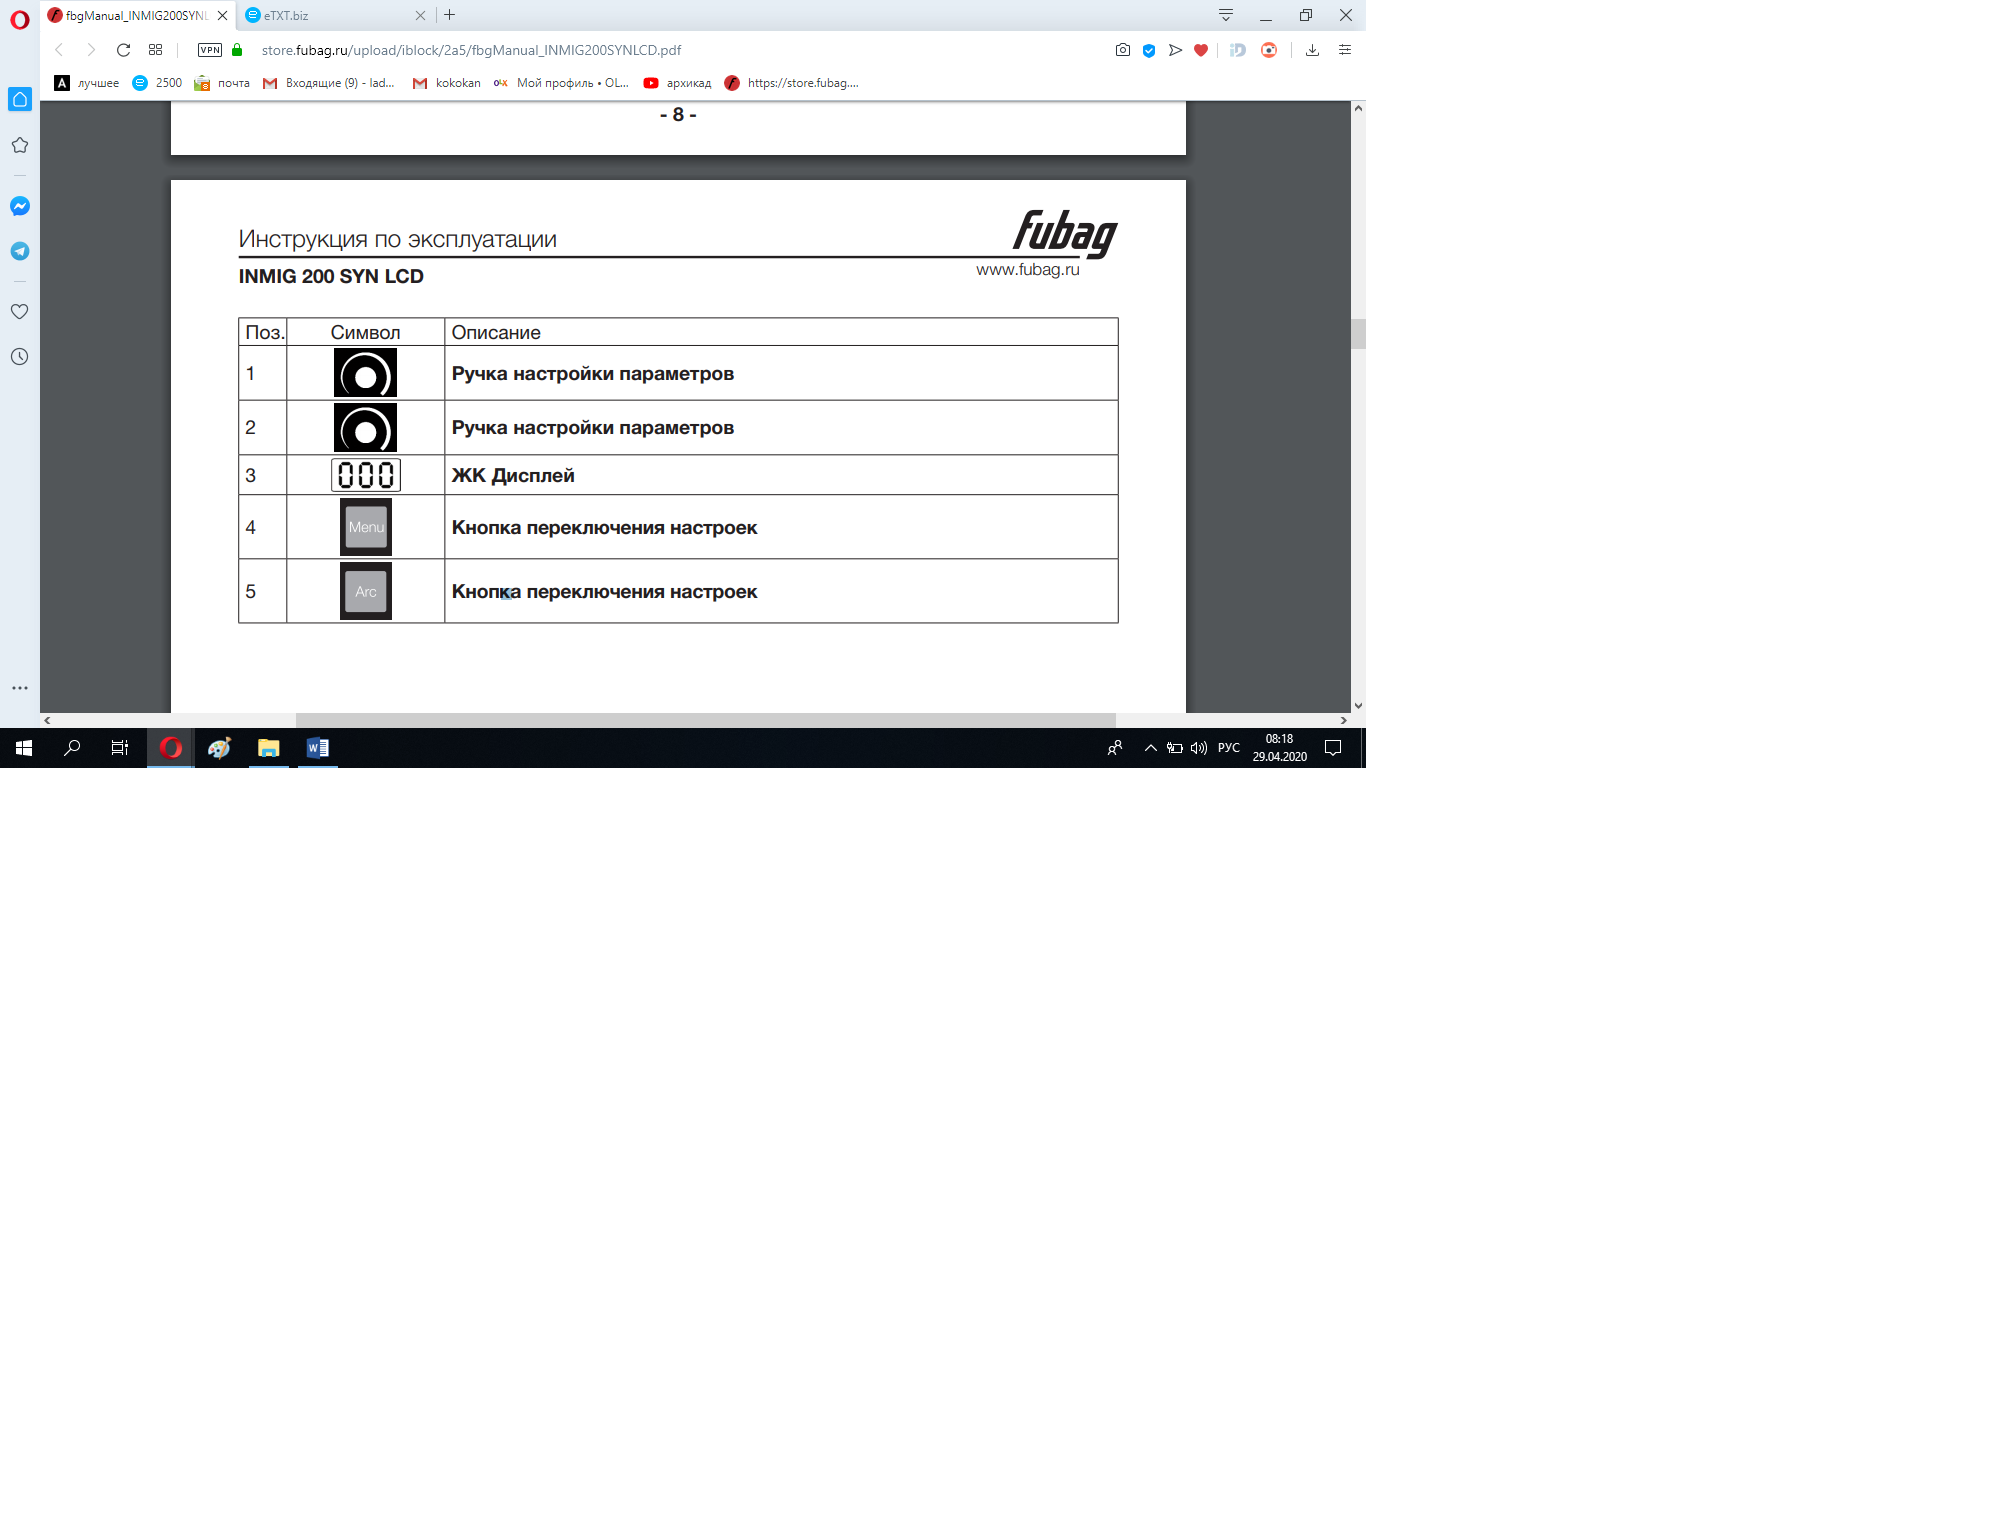 fbgManual_INMIG200SYNL
eTXT.biz
VPN
store.fubag.ru/upload/iblock/2a5/fbgManual_INMIG200SYNLCD.pdf
A лучшее
2500
почта
Входящие (9) - lad...
kokokan
Мой профиль • OL...
архикад
https://store.fubag....
- 8 -
fubag
Инструкция по эксплуатации
www.fubag.ru
INMIG 200 SYN LCD
Поз. Символ Описание
1 Ручка настройки параметров
2 Ручка настройки параметров
3 000 ЖК Дисплей
4 Menu Кнопка переключения настроек
5 Arc Кнопка переключения настроек
РУС
08:18
29.04.2020